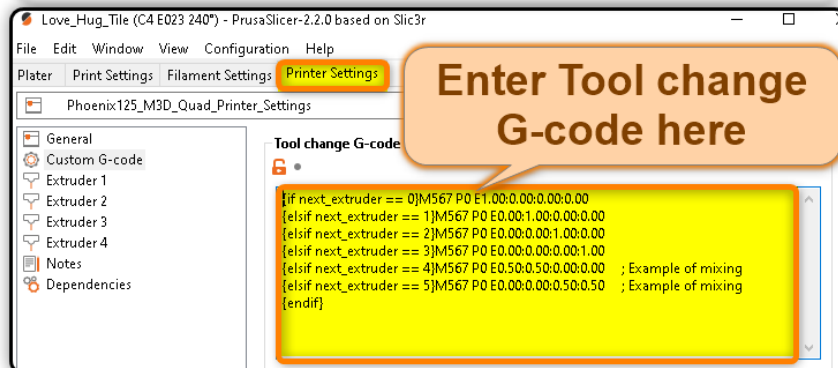 Love_Hug_Tile (C4 E023 240°) - PrusaSlicer-2.2.0 based on Slic3r
File Edit Window View Configuration Help
Plater Print Settings Filament Settings Printer Settings
Phoenix125_M3D_Quad_Printer_Settings
Enter Tool change
G-code here
General
Custom G-code
Extruder 1
Extruder 2
Extruder 3
Extruder 4
Notes
Dependencies
Tool change G-code
{if next_extruder == 0}M567 P0 E1.00:0.00:0.00:0.00
{elsif next_extruder == 1}M567 P0 E0.00:1.00:0.00:0.00
{elsif next_extruder == 2}M567 P0 E0.00:0.00:1.00:0.00
{elsif next_extruder == 3}M567 P0 E0.00:0.00:0.00:1.00
{elsif next_extruder == 4}M567 P0 E0.50:0.50:0.00:0.00 ; Example of mixing
{elsif next_extruder == 5}M567 P0 E0.00:0.00:0.50:0.50 ; Example of mixing
{endif}